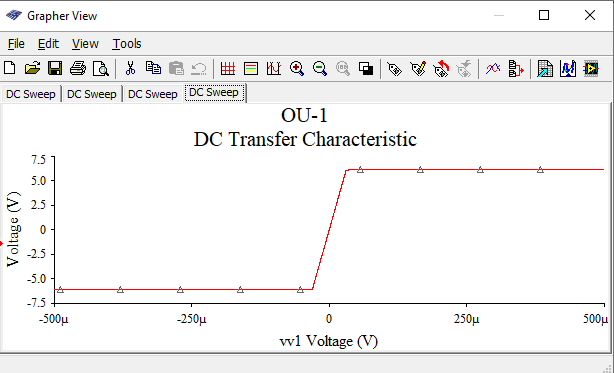 Grapher View
File Edit View Tools
DC Sweep DC Sweep DC Sweep DC Sweep
OU-1
DC Transfer Characteristic
Voltage (V)
7.5
5.0
2.5
0
-2.5
-5.0
-7.5
-500µ -250µ 0 250µ 500µ
vv1 Voltage (V)